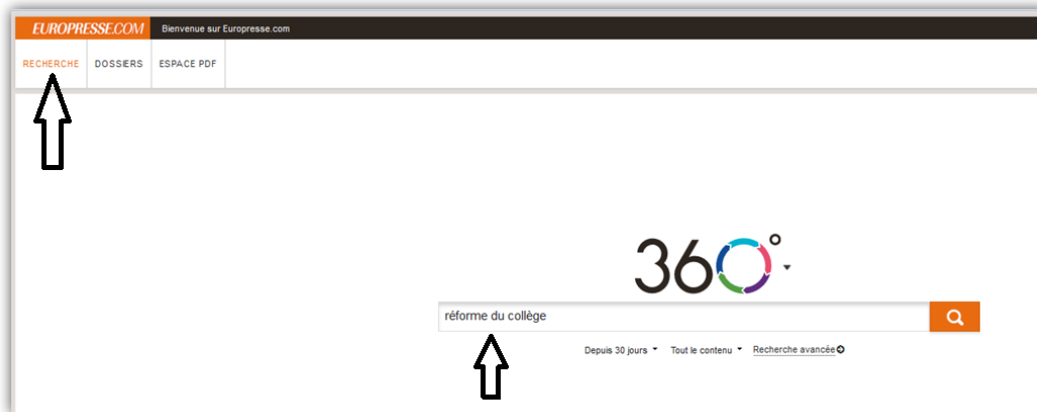 EUROPRESSE.COM Bienvenue sur Europresse.com
RECHERCHE DOSSIERS ESPACE PDF
360°
réforme du collège
Depuis 30 jours Tout le contenu Recherche avancée